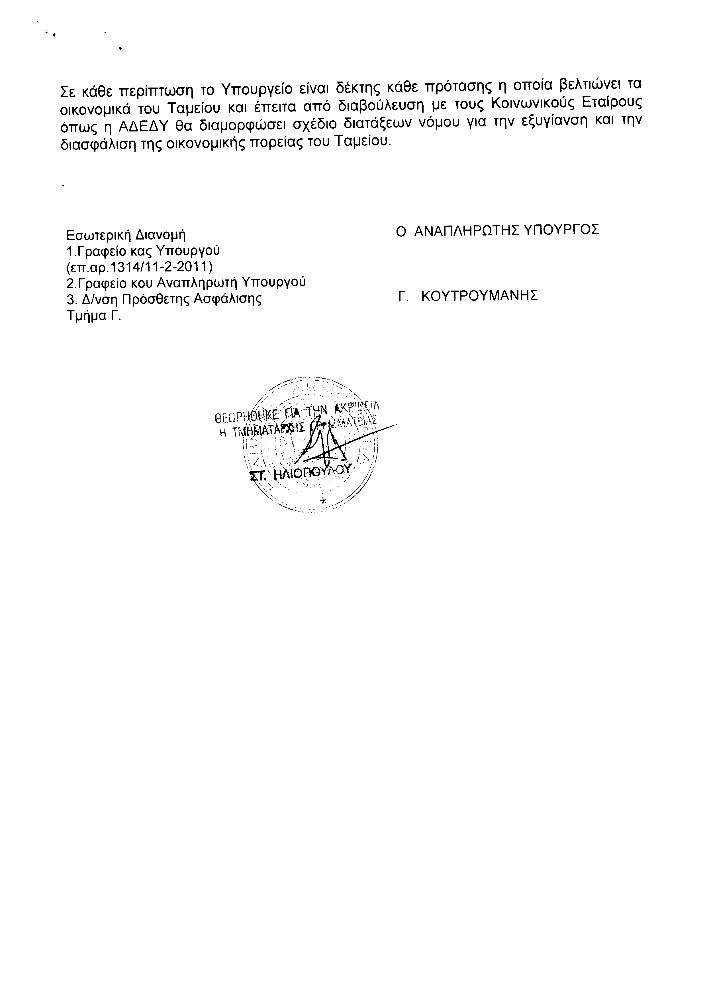 Σε κάθε περίπτωση το Υπουργείο είναι δέκτης κάθε πρότασης η οποία βελτιώνει τα
οικονομικά του Ταμείου και έπειτα από διαβούλευση με τους Κοινωνικούς Εταίρους
όπως η ΑΔΕΔΥ θα διαμορφώσει σχέδιο διατάξεων νόμου για την εξυγίανση και την
διασφάλιση της οικονομικής πορείας του Ταμείου.
Εσωτερική Διανομή
1.Γραφείο κας Υπουργού
(επ.αρ.1314/11-2-2011)
2.Γραφείο κου Αναπληρωτή Υπουργού
3. Δ/νση Πρόσθετης Ασφάλισης
Τμήμα Γ.
Ο ΑΝΑΠΛΗΡΩΤΗΣ ΥΠΟΥΡΓΟΣ
Γ. ΚΟΥΤΡΟΥΜΑΝΗΣ
ΘΕΩΡΗΘΗΚΕ ΓΙΑ ΤΗΝ ΑΚΡΙΒΕΙΑ
Η ΤΜΗΜΑΤΑΡΧΗΣ ΓΡΑΜΜΑΤΕΙΑΣ
ΣΤ. ΗΛΙΟΠΟΥΛΟΥ